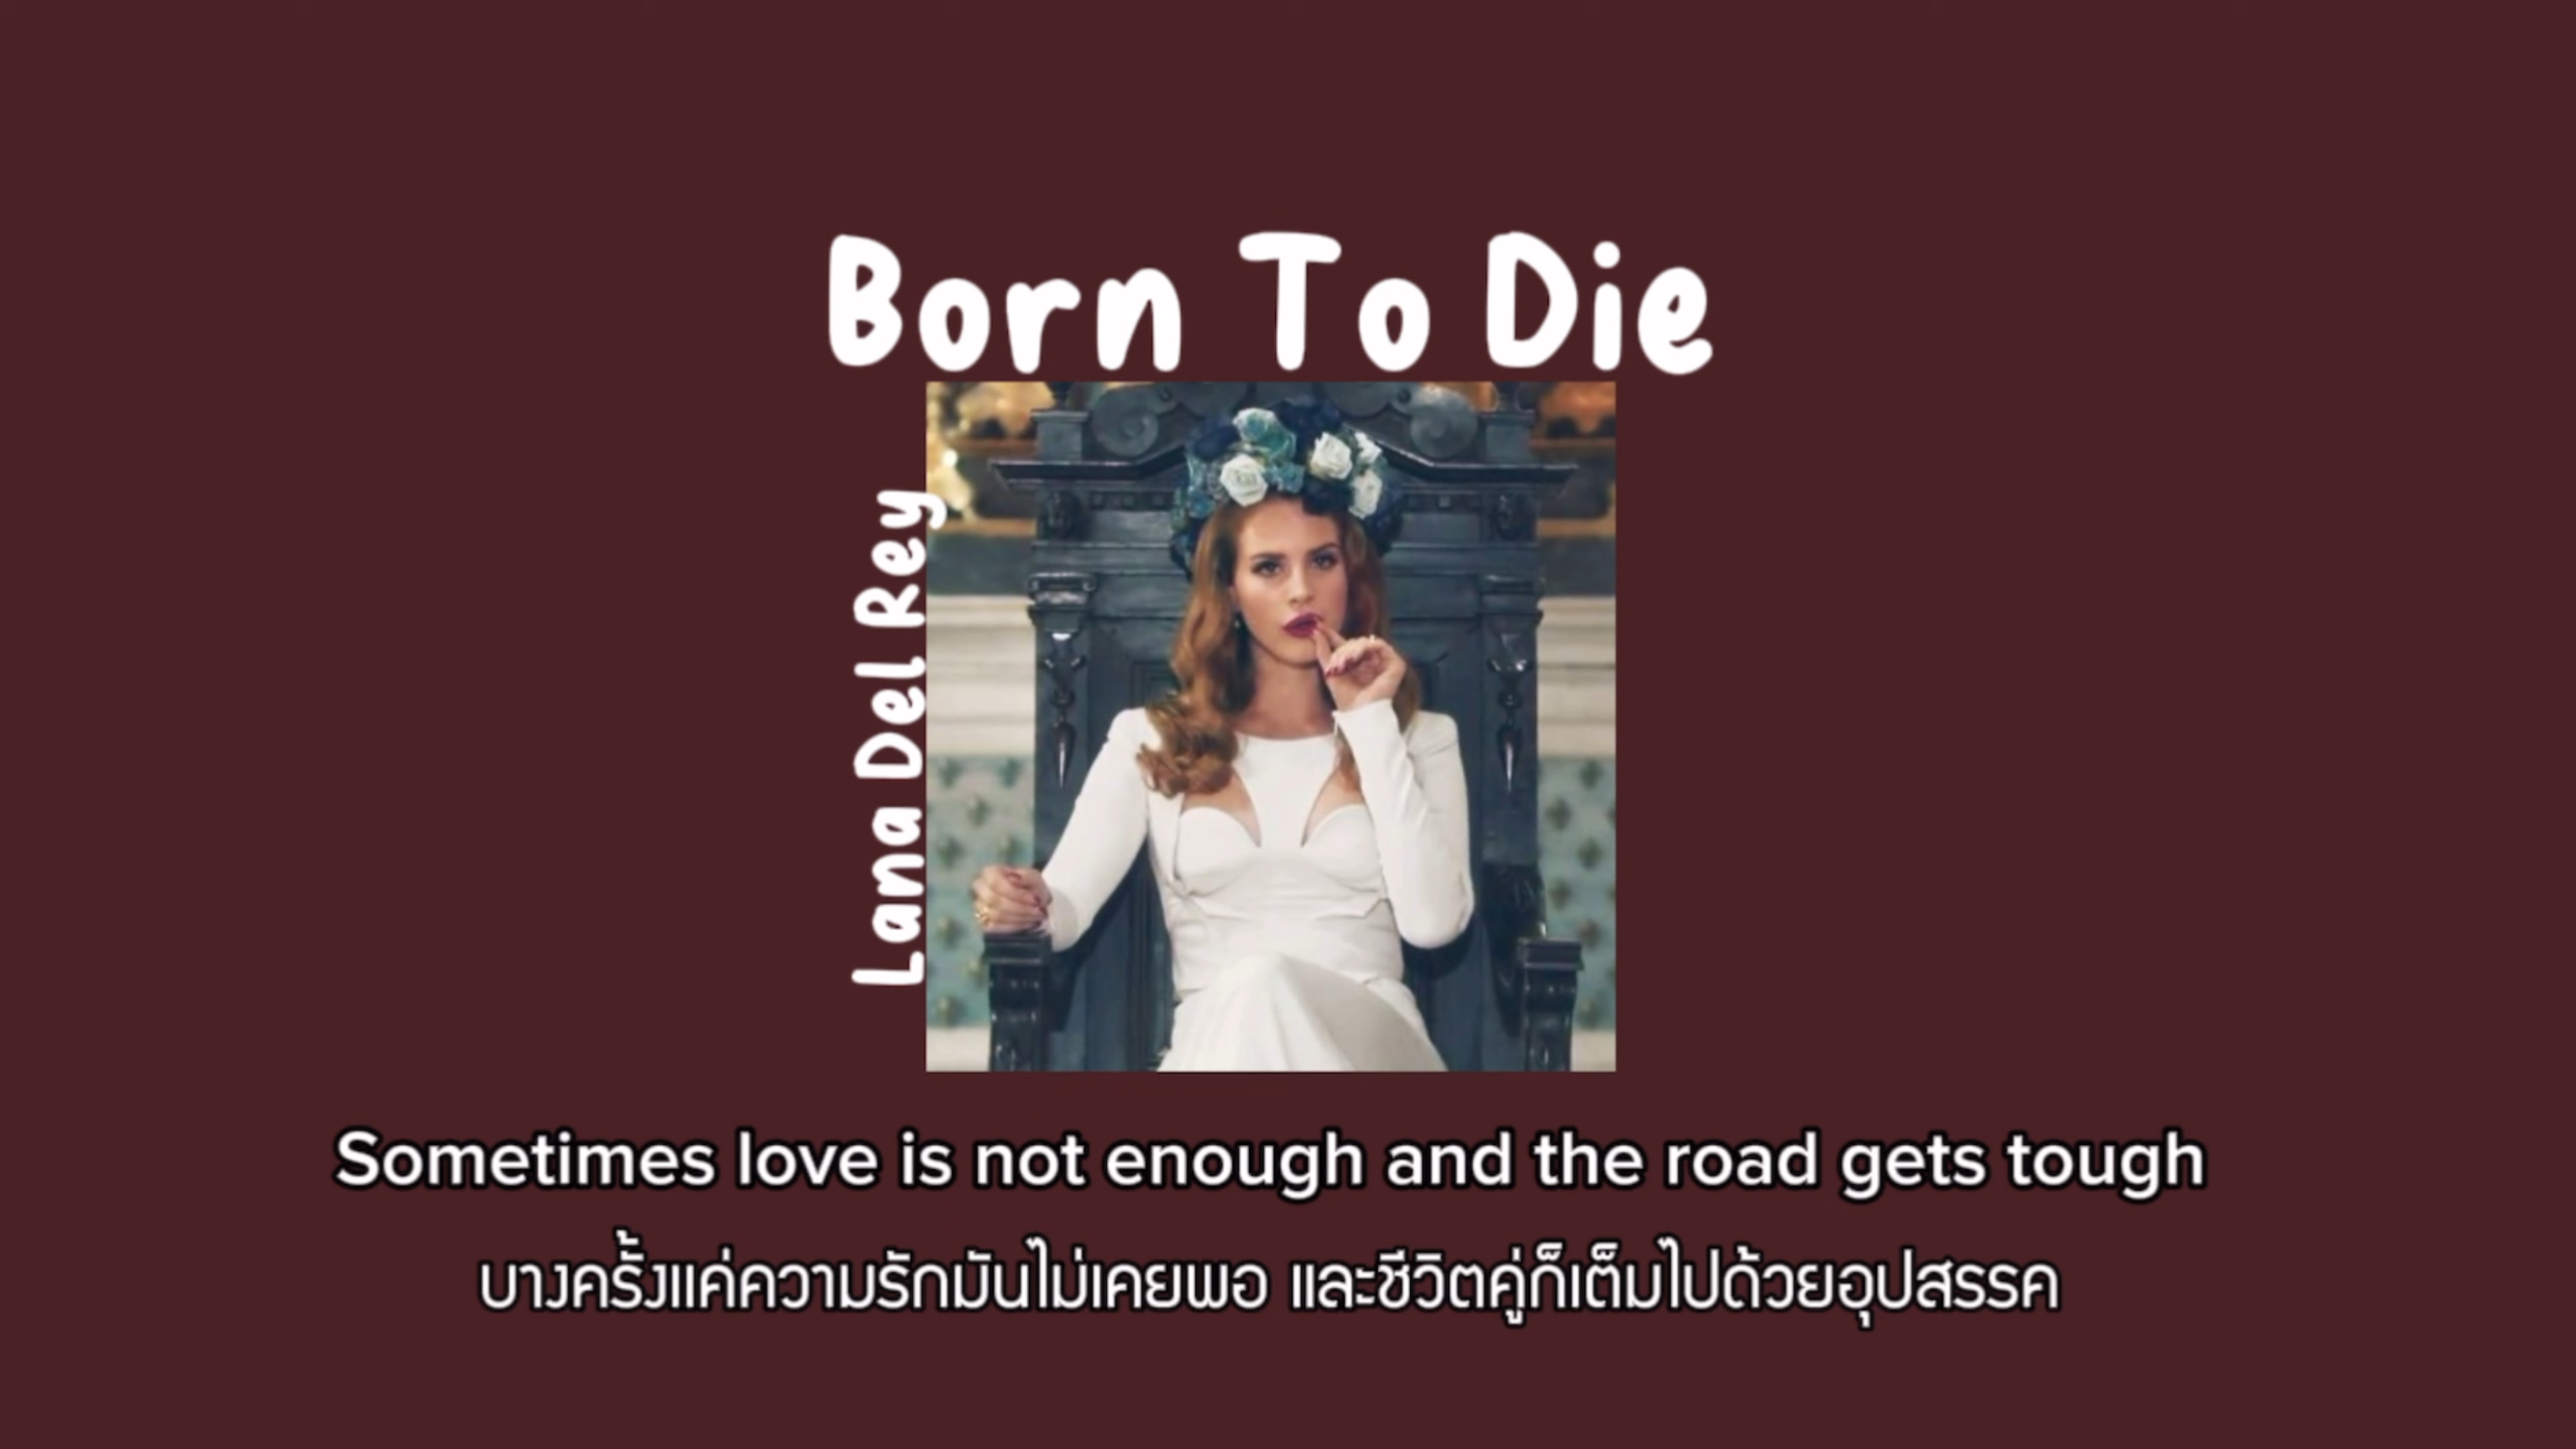 Born To Die
Lana Del Rey
Sometimes love is not enough and the road gets tough
บางครั้งแค่ความรักมันไม่เคยพอ และชีวิตคู่ก็เต็มไปด้วยอุปสรรค